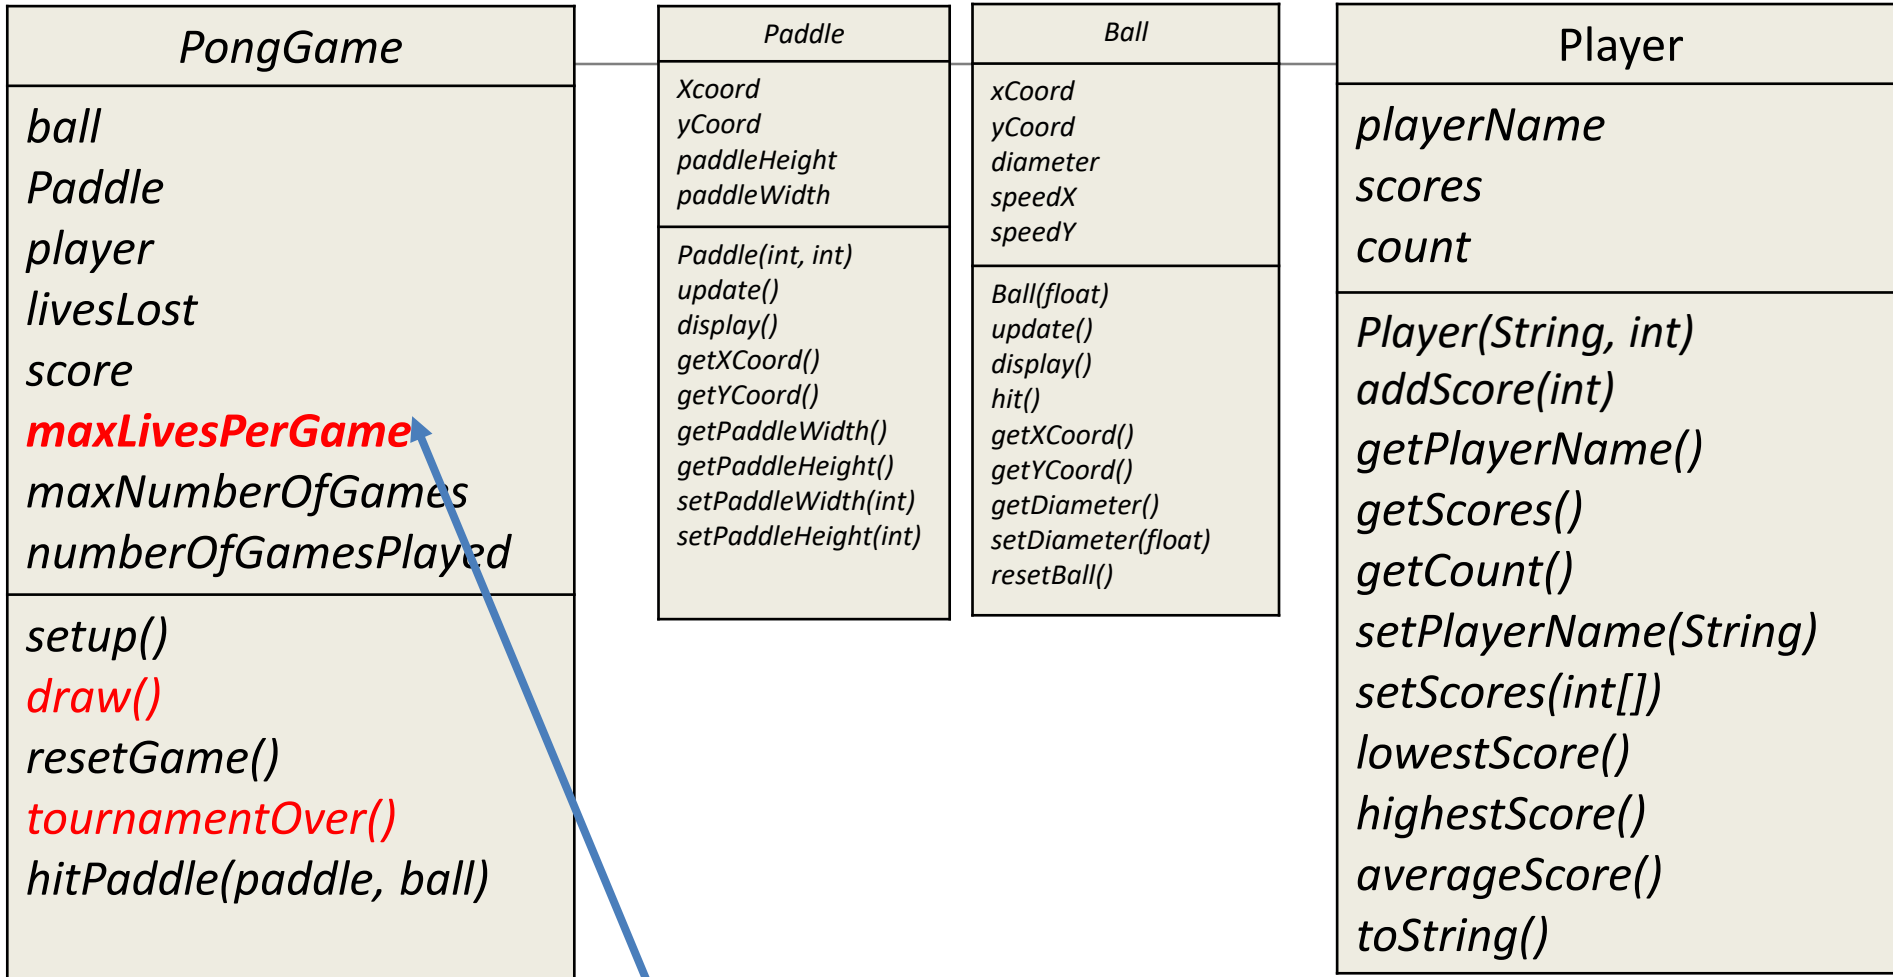 PongGame
ball
Paddle
player
livesLost
score
maxLivesPerGame
maxNumberOfGames
numberOfGamesPlayed
setup()
draw()
resetGame()
tournamentOver()
hitPaddle(paddle, ball)
Paddle
Xcoord
yCoord
paddleHeight
paddleWidth
Paddle(int, int)
update()
display()
getXCoord()
getYCoord()
getPaddleWidth()
getPaddleHeight()
setPaddleWidth(int)
setPaddleHeight(int)
Ball
xCoord
yCoord
diameter
speedX
speedY
Ball(float)
update()
display()
hit()
getXCoord()
getYCoord()
getDiameter()
setDiameter(float)
resetBall()
Player
playerName
scores
count
Player(String, int)
addScore(int)
getPlayerName()
getScores()
getCount()
setPlayerName(String)
setScores(int[])
lowestScore()
highestScore()
averageScore()
toString()